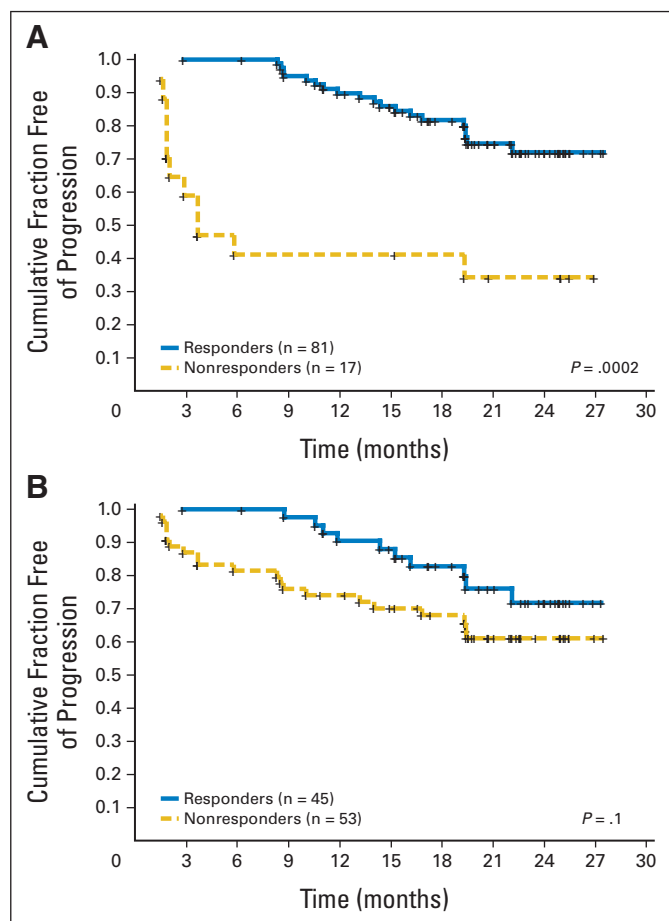 A
Cumulative Fraction Free
of Progression
1.0
0.9
0.8
0.7
0.6
0.5
0.4
0.3
0.2
0.1
0
Responders (n = 81)
Nonresponders (n = 17)
P = .0002
3 6 9 12 15 18 21 24 27 30
Time (months)
B
Cumulative Fraction Free
of Progression
1.0
0.9
0.8
0.7
0.6
0.5
0.4
0.3
0.2
0.1
0
Responders (n = 45)
Nonresponders (n = 53)
P = .1
3 6 9 12 15 18 21 24 27 30
Time (months)